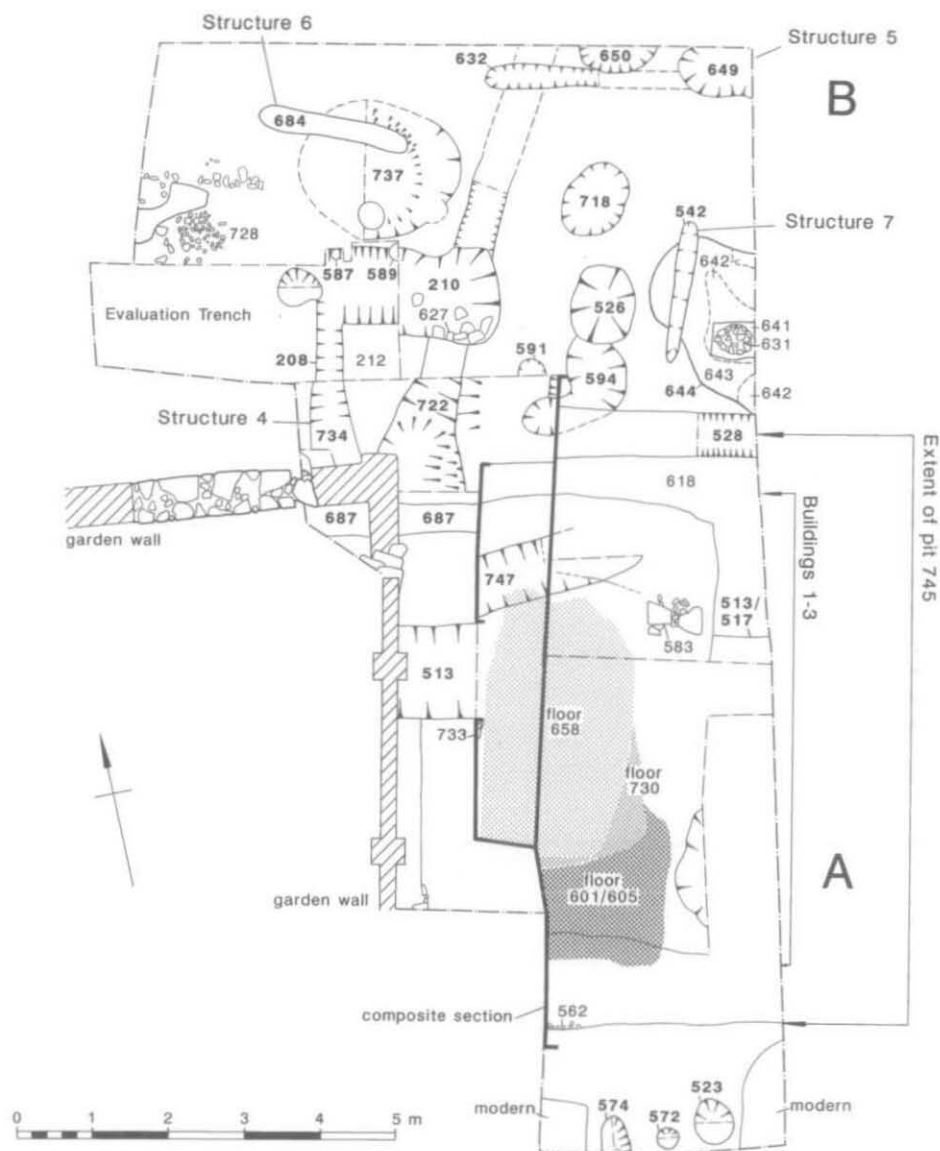 Structure 6
Structure 5
632
650
649
B
684
737
718
542
Structure 7
728
642
587
589
210
627
526
641
631
Evaluation Trench
591
208
212
594
643
642
644
722
Structure 4
734
528
618
687
687
garden wall
747
513/
517
583
Extent of pit 745
Buildings 1-3
513
733
floor
658
floor
730
floor
601/605
A
garden wall
composite section
562
modern
574
572
523
modern
0 1 2 3 4 5 m